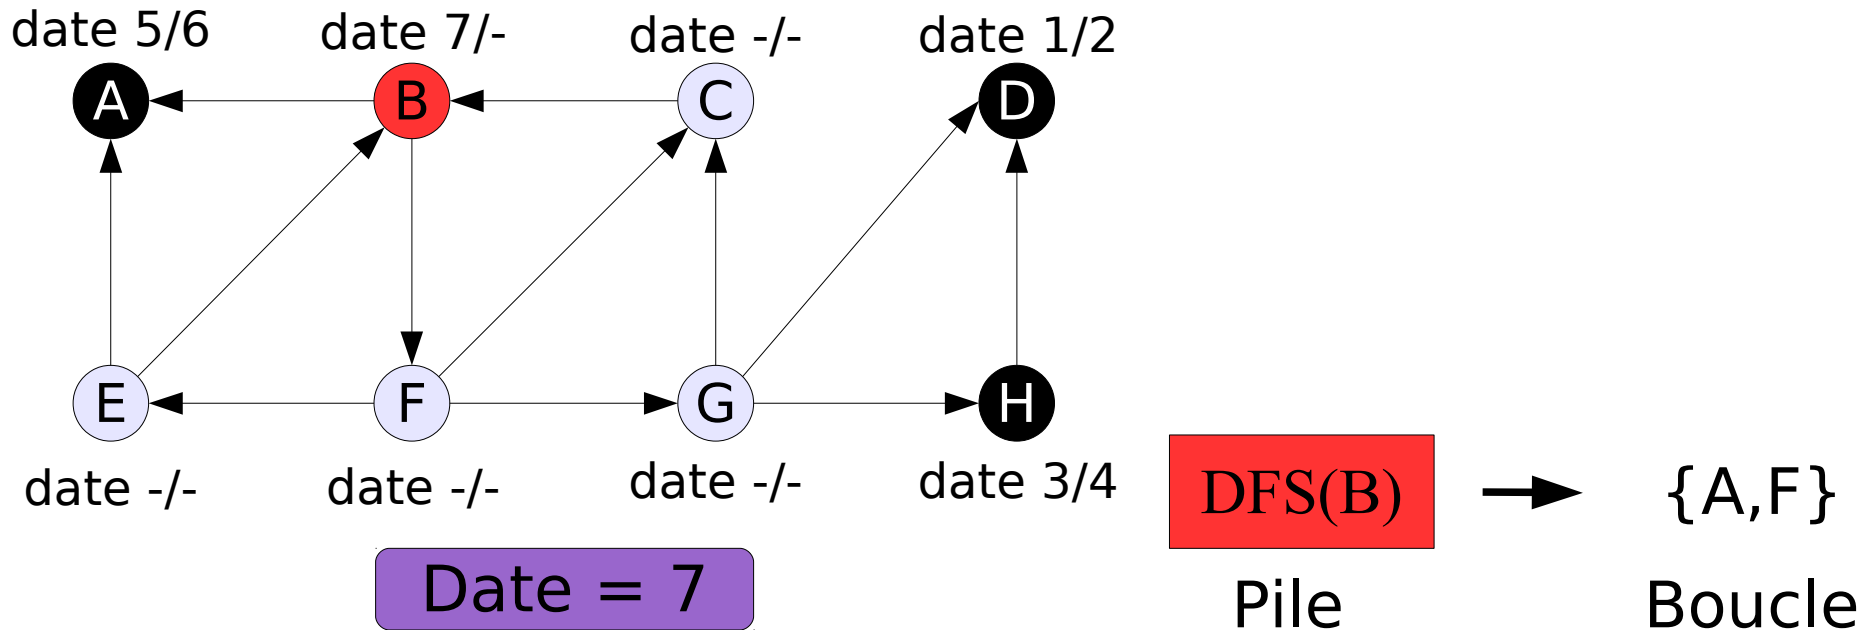 date 5/6 date 7/- date -/- date 1/2
A B C D
E F G H
date -/- date -/- date -/- date 3/4
DFS(B) {A,F}
Date = 7
Pile Boucle